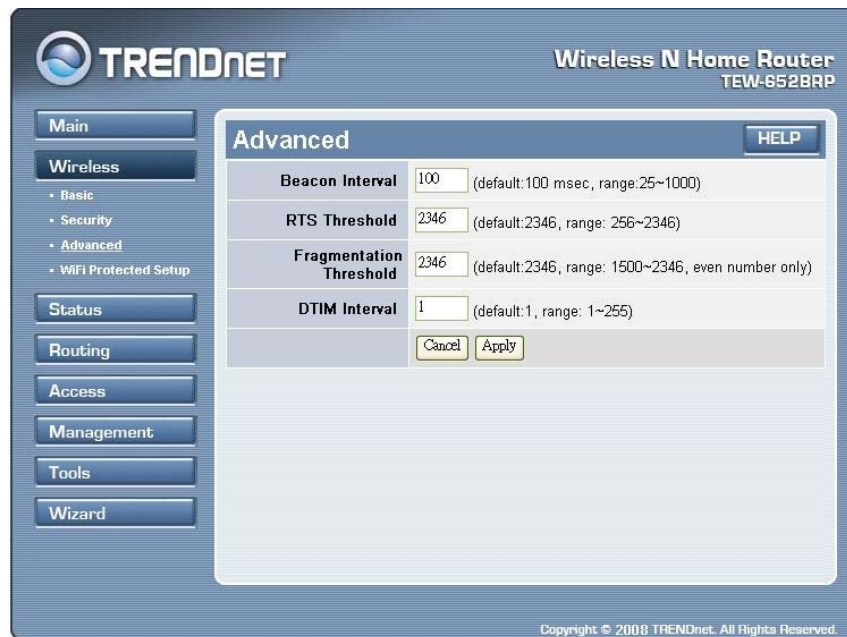 TRENDNET
Wireless N Home Router
TEW-652BRP
Main
Wireless
• Basic
• Security
• Advanced
• WiFi Protected Setup
Status
Routing
Access
Management
Tools
Wizard
Advanced
HELP
Beacon Interval 100 (default:100 msec, range:25~1000)
RTS Threshold 2346 (default:2346, range: 256~2346)
Fragmentation Threshold 2346 (default:2346, range: 1500~2346, even number only)
DTIM Interval 1 (default:1, range: 1~255)
Cancel Apply
Copyright © 2008 TRENDnet. All Rights Reserved.